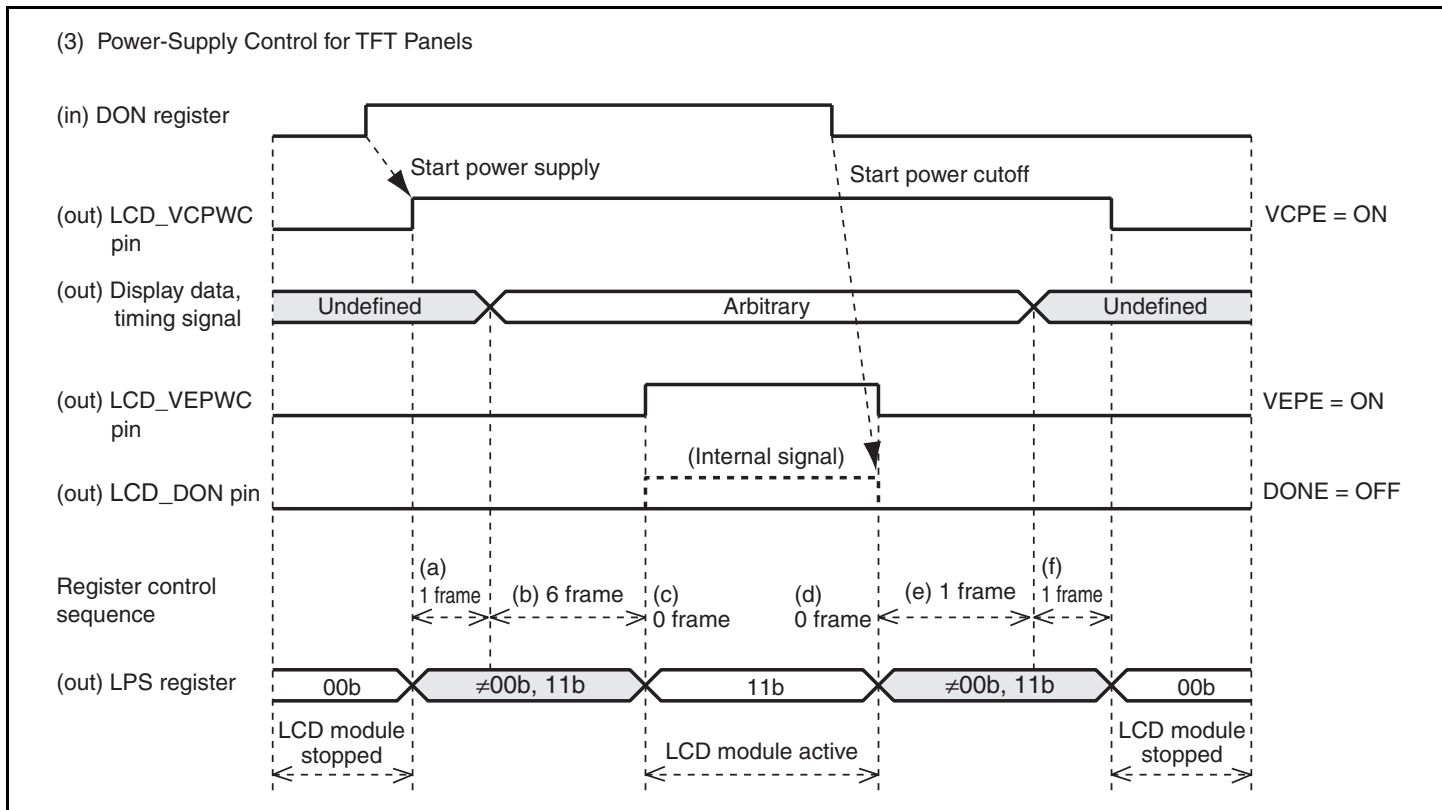 (3) Power-Supply Control for TFT Panels
(in) DON register
Start power supply
Start power cutoff
(out) LCD_VCPWC
pin
VCPE = ON
(out) Display data,
timing signal
Undefined
Arbitrary
Undefined
(out) LCD_VEPWC
pin
VEPE = ON
(Internal signal)
(out) LCD_DON pin
DONE = OFF
Register control
sequence
(a)
1 frame
(b) 6 frame
(c)
0 frame
(d)
0 frame
(e) 1 frame
(f)
1 frame
(out) LPS register
00b
≠00b, 11b
11b
≠00b, 11b
00b
LCD module
stopped
LCD module active
LCD module
stopped